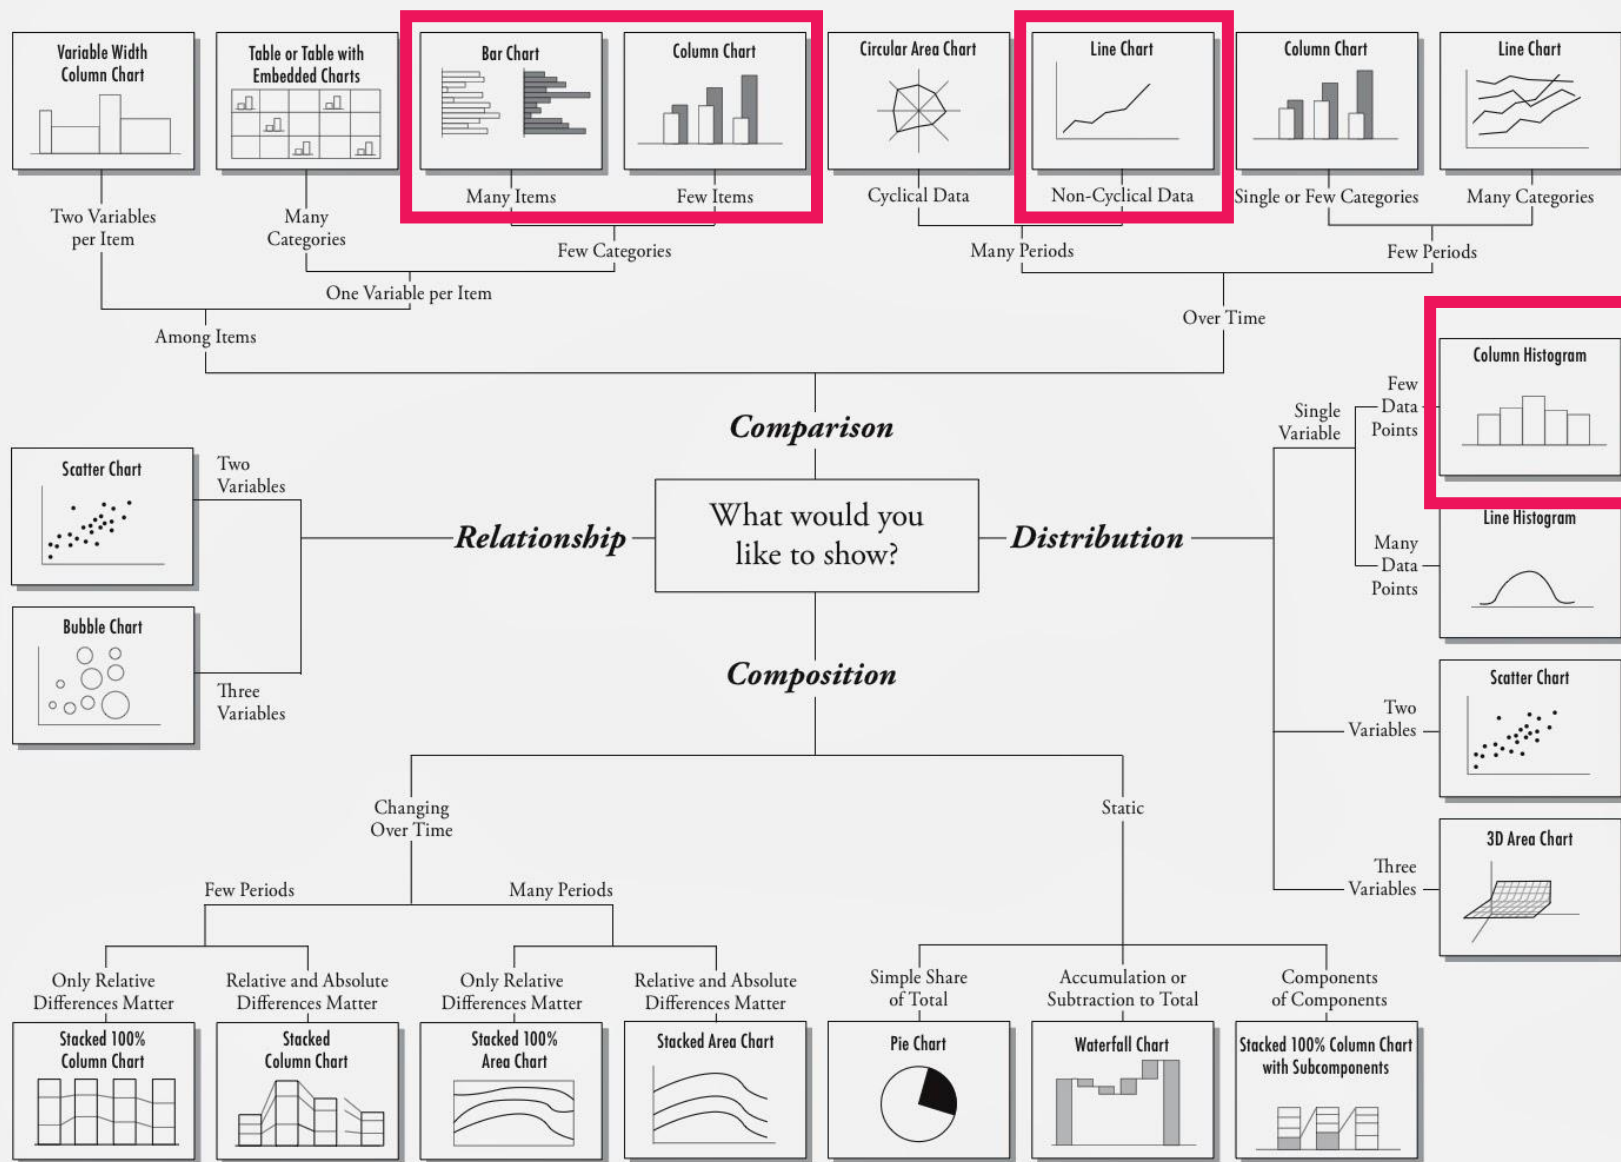 Variable Width
Column Chart
Table or Table with
Embedded Charts
Bar Chart
Column Chart
Circular Area Chart
Line Chart
Column Chart
Line Chart
Two Variables
per Item
Many
Categories
Many Items
Few Items
Cyclical Data
Non-Cyclical Data
Single or Few Categories
Many Categories
Few Categories
Many Periods
Few Periods
One Variable per Item
Among Items
Over Time
Comparison
What would you
like to show?
Relationship
Two
Variables
Scatter Chart
Three
Variables
Bubble Chart
Distribution
Single
Variable
Few
Data
Points
Column Histogram
Many
Data
Points
Line Histogram
Two
Variables
Scatter Chart
Three
Variables
3D Area Chart
Composition
Changing
Over Time
Static
Few Periods
Many Periods
Only Relative
Differences Matter
Relative and Absolute
Differences Matter
Only Relative
Differences Matter
Relative and Absolute
Differences Matter
Simple Share
of Total
Accumulation or
Subtraction to Total
Components
of Components
Stacked 100%
Column Chart
Stacked
Column Chart
Stacked 100%
Area Chart
Stacked Area Chart
Pie Chart
Waterfall Chart
Stacked 100% Column Chart
with Subcomponents